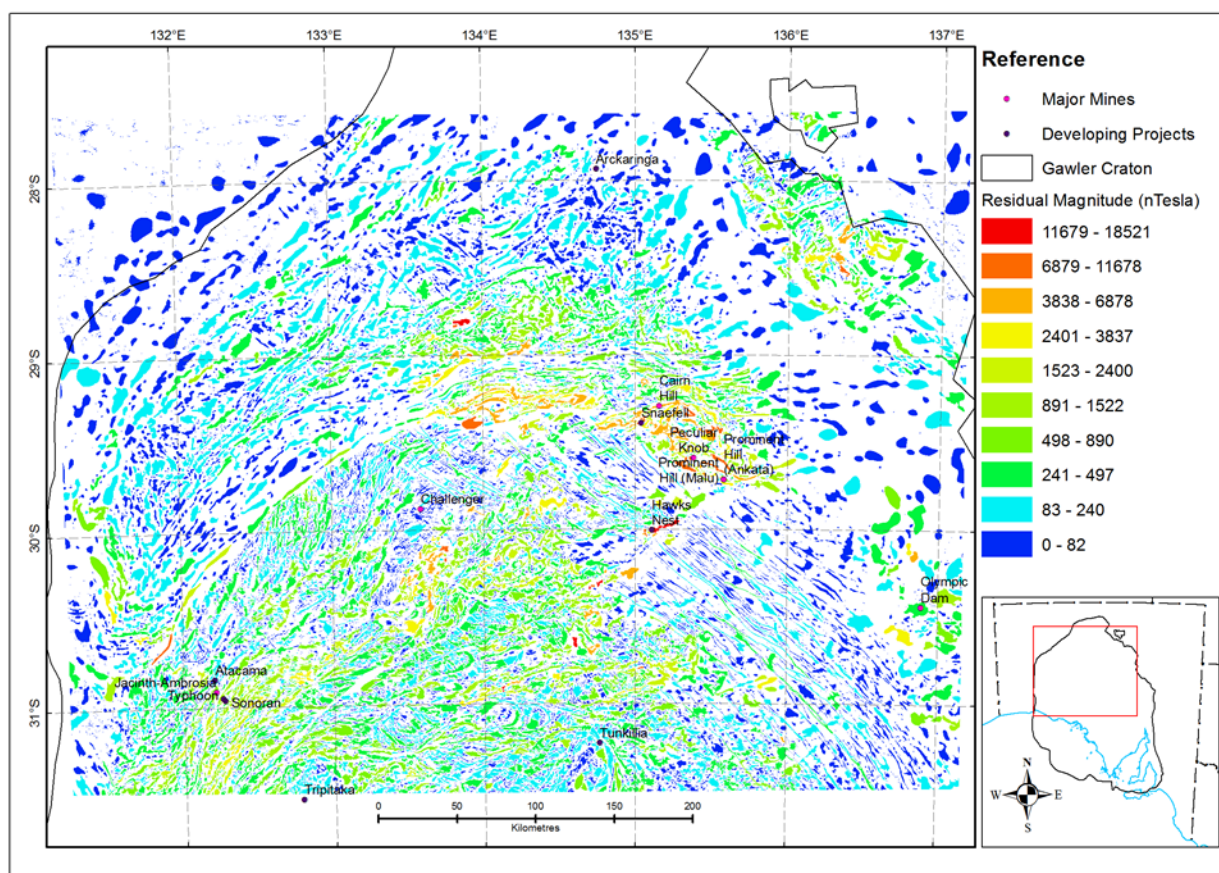 132°E 133°E 134°E 135°E 136°E 137°E
28°S
29°S
30°S
31°S
Arckaringa
Cairn
Hill
Snaefell
Peculiar
Knob
Prominent
Hill
(Ankata)
Prominent
Hill (Malu)
Challenger
Hawks
Nest
Olympic
Dam
Atacama
Jacinth-Ambrosia
Typhoon
Sonoran
Tunkillia
Tripitaka
0 50 100 150 200
Kilometres
Reference
Major Mines
Developing Projects
Gawler Craton
Residual Magnitude (nTesla)
11679 - 18521
6879 - 11678
3838 - 6878
2401 - 3837
1523 - 2400
891 - 1522
498 - 890
241 - 497
83 - 240
0 - 82
N
W E
S